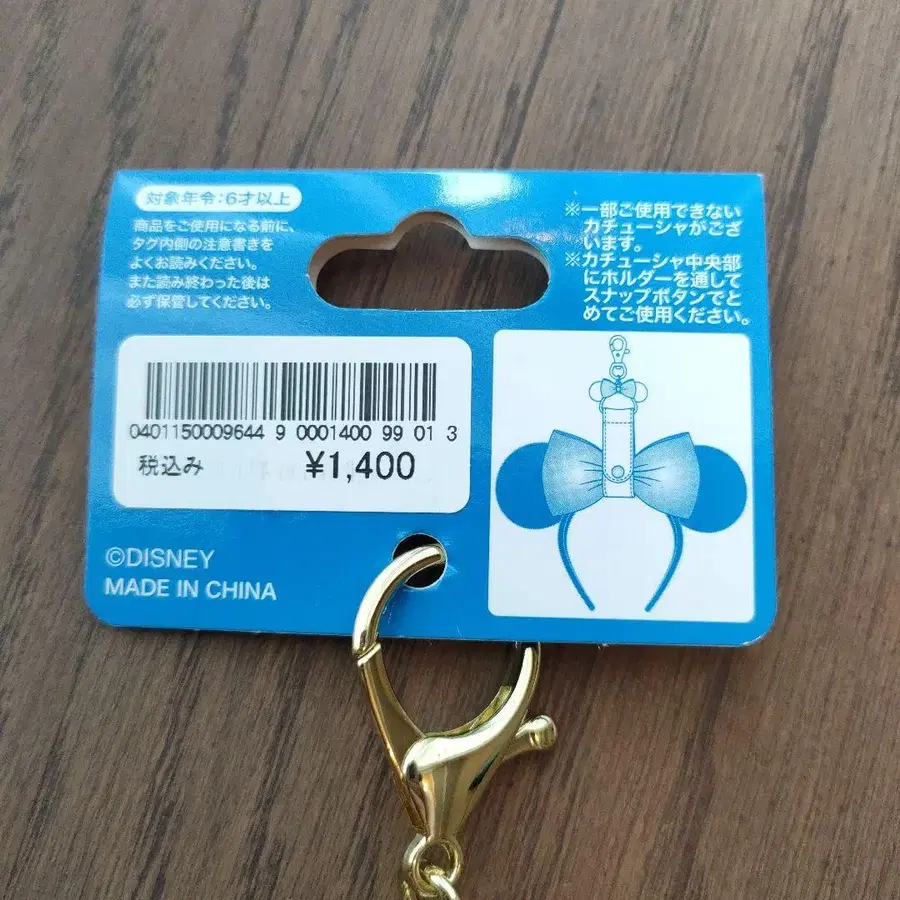 対象年令:6才以上
商品をご使用になる前に、
タグ内側の注意書きを
よくお読みください。
また読み終わった後は
必ず保管してください。
※一部ご使用できない
カチューシャがござ
います。
※カチューシャ中央部
にホルダーを通して
スナップボタンでと
めてご使用ください。
0401150009644 9 0001400 99 01 3
税込み ¥1,400
©DISNEY
MADE IN CHINA